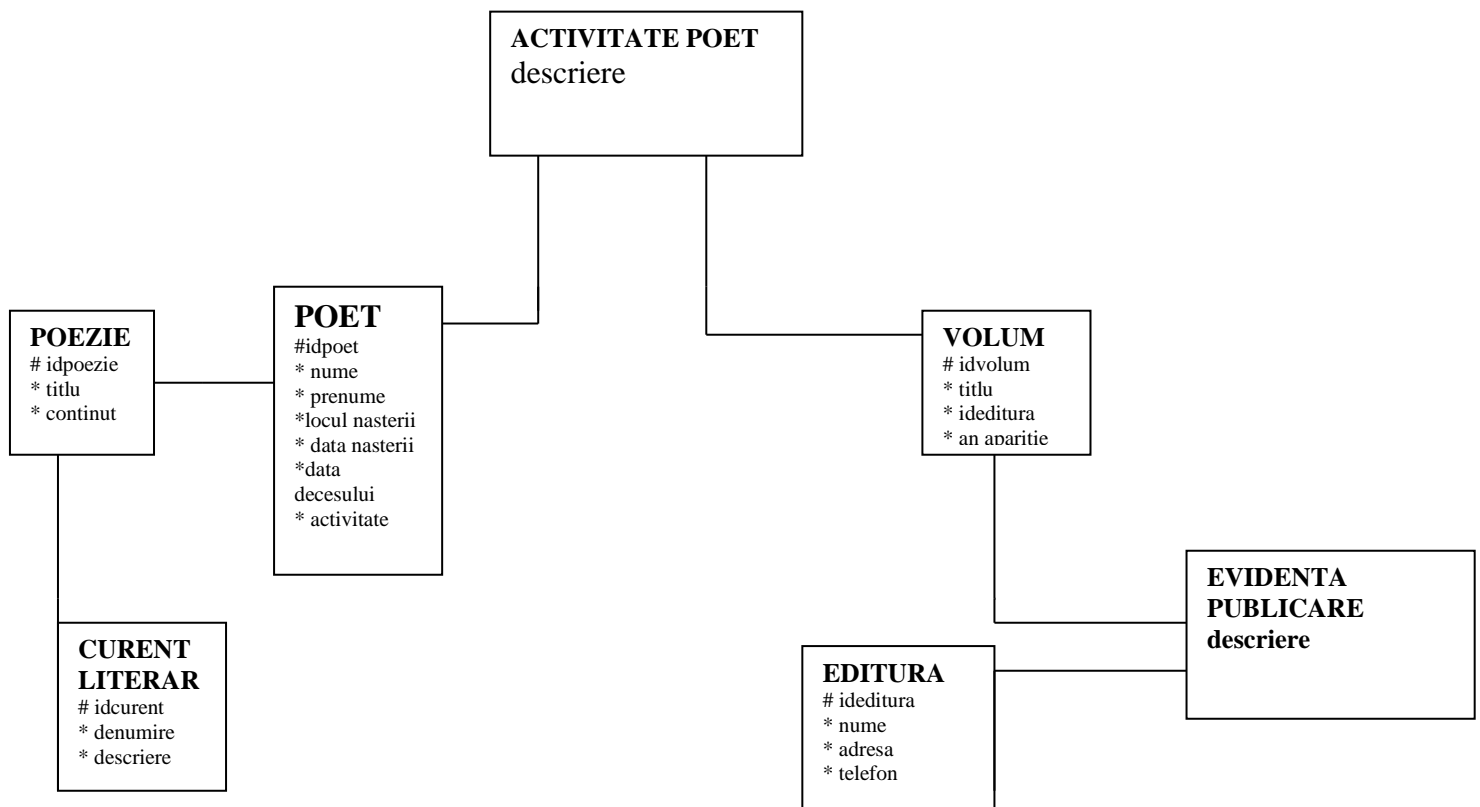 ACTIVITATE POET
descriere
POEZIE
# idpoezie
* titlu
* continut
POET
#idpoet
* nume
* prenume
*locul nasterii
* data nasterii
*data
decesului
* activitate
VOLUM
# idvolum
* titlu
* ideditura
* an aparitie
CURENT
LITERAR
# idcurent
* denumire
* descriere
EDITURA
# ideditura
* nume
* adresa
* telefon
EVIDENTA
PUBLICARE
descriere